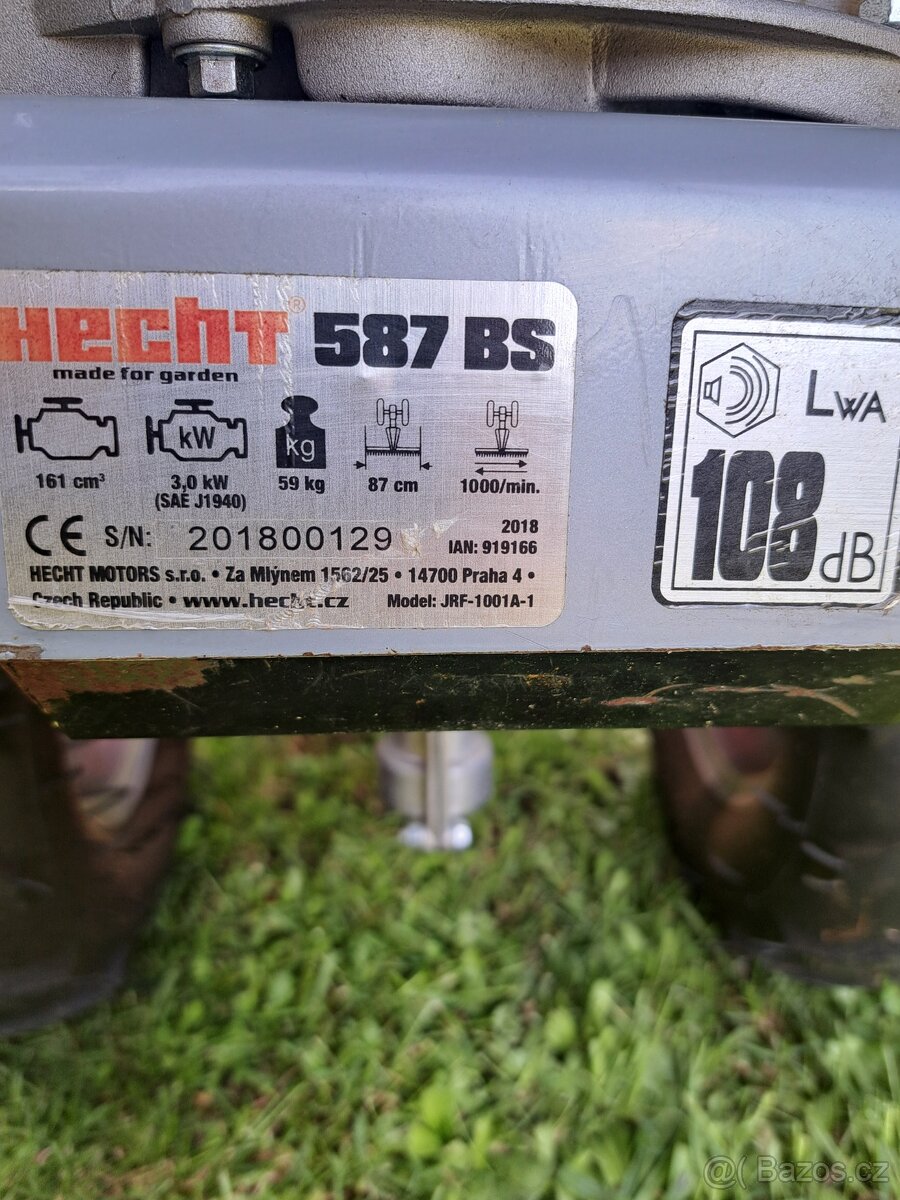 Hecht® 587 BS
made for garden
kW
kg
161 cm³
3,0 kW
(SAE J1940)
59 kg
87 cm
1000/min.
CE S/N: 201800129
2018
IAN: 919166
HECHT MOTORS s.r.o. • Za Mlýnem 1562/25 • 14700 Praha 4 •
Czech Republic • www.hecht.cz Model: JRF-1001A-1
LWA
108 dB
@( Bazos.cz